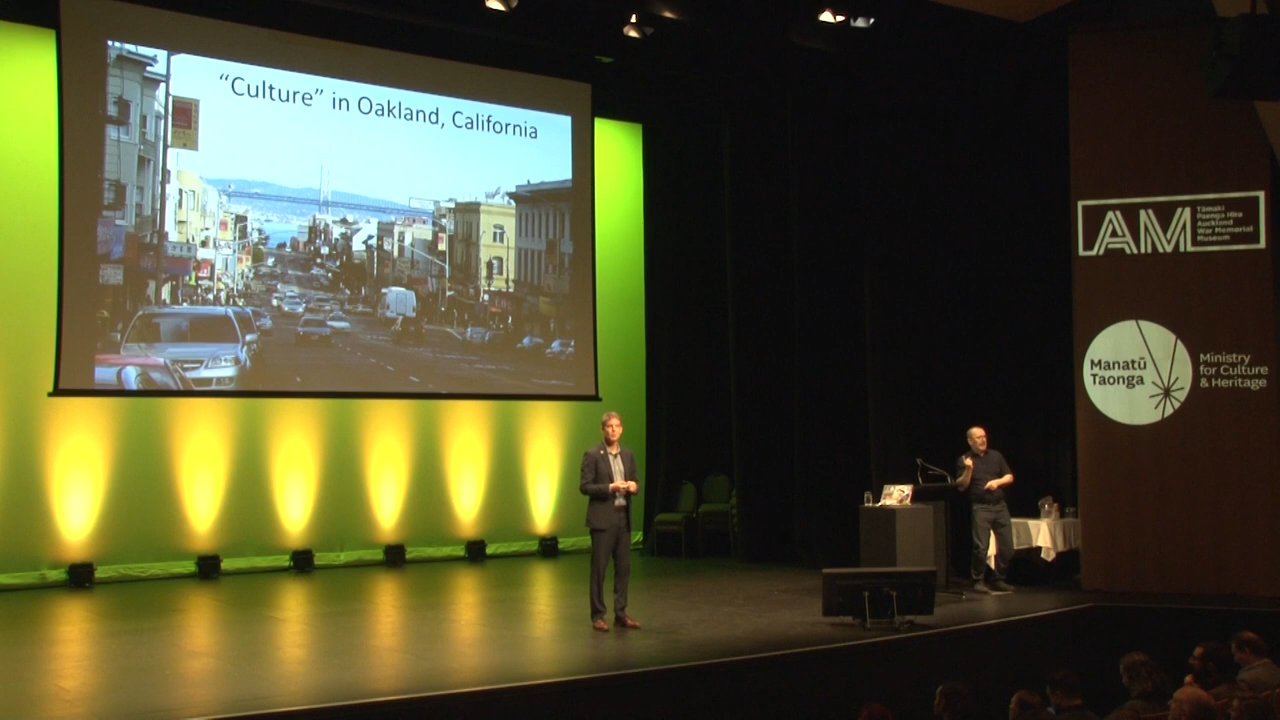 “Culture” in Oakland, California
AM
Tāmaki
Paenga Hira
Auckland
War Memorial
Museum
Manatū
Taonga
Ministry
for Culture
& Heritage